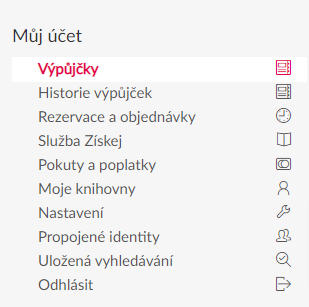 Můj účet
Výpůjčky
Historie výpůjček
Rezervace a objednávky
Služba Získej
Pokuty a poplatky
Moje knihovny
Nastavení
Propojené identity
Uložená vyhledávání
Odhlásit